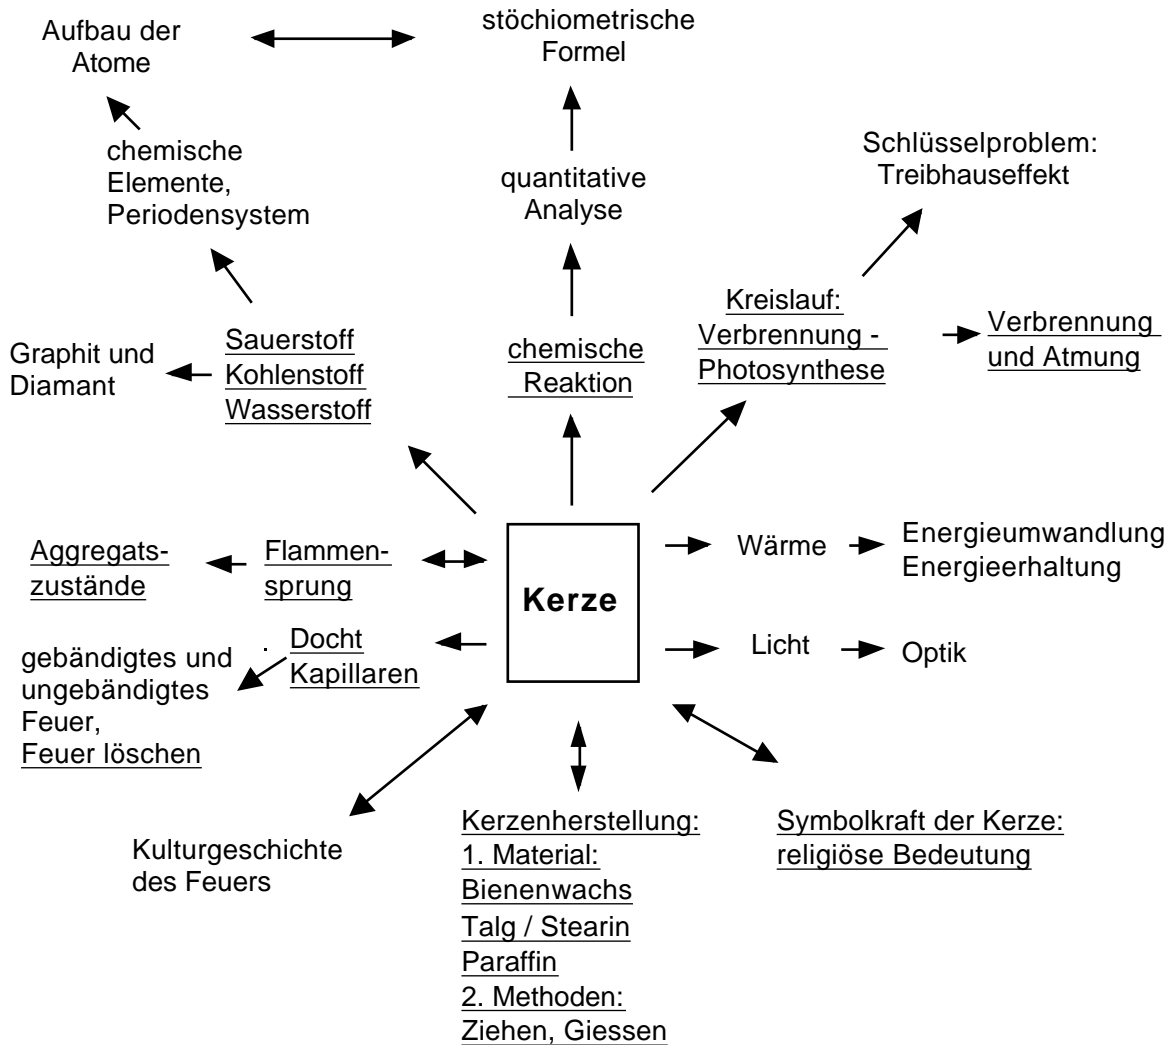 Aufbau der
Atome
stöchiometrische
Formel
chemische
Elemente,
Periodensystem
quantitative
Analyse
Schlüsselproblem:
Treibhauseffekt
Graphit und
Diamant
Sauerstoff
Kohlenstoff
Wasserstoff
chemische
Reaktion
Kreislauf:
Verbrennung -
Photosynthese
Verbrennung
und Atmung
Aggregats-
zustände
Flammen-
sprung
Kerze
Wärme
Energieumwandlung
Energieerhaltung
gebändigtes und
ungebändigtes
Feuer,
Feuer löschen
Docht
Kapillaren
Licht
Optik
Kulturgeschichte
des Feuers
Kerzenherstellung:
1. Material:
Bienenwachs
Talg / Stearin
Paraffin
2. Methoden:
Ziehen, Giessen
Symbolkraft der Kerze:
religiöse Bedeutung